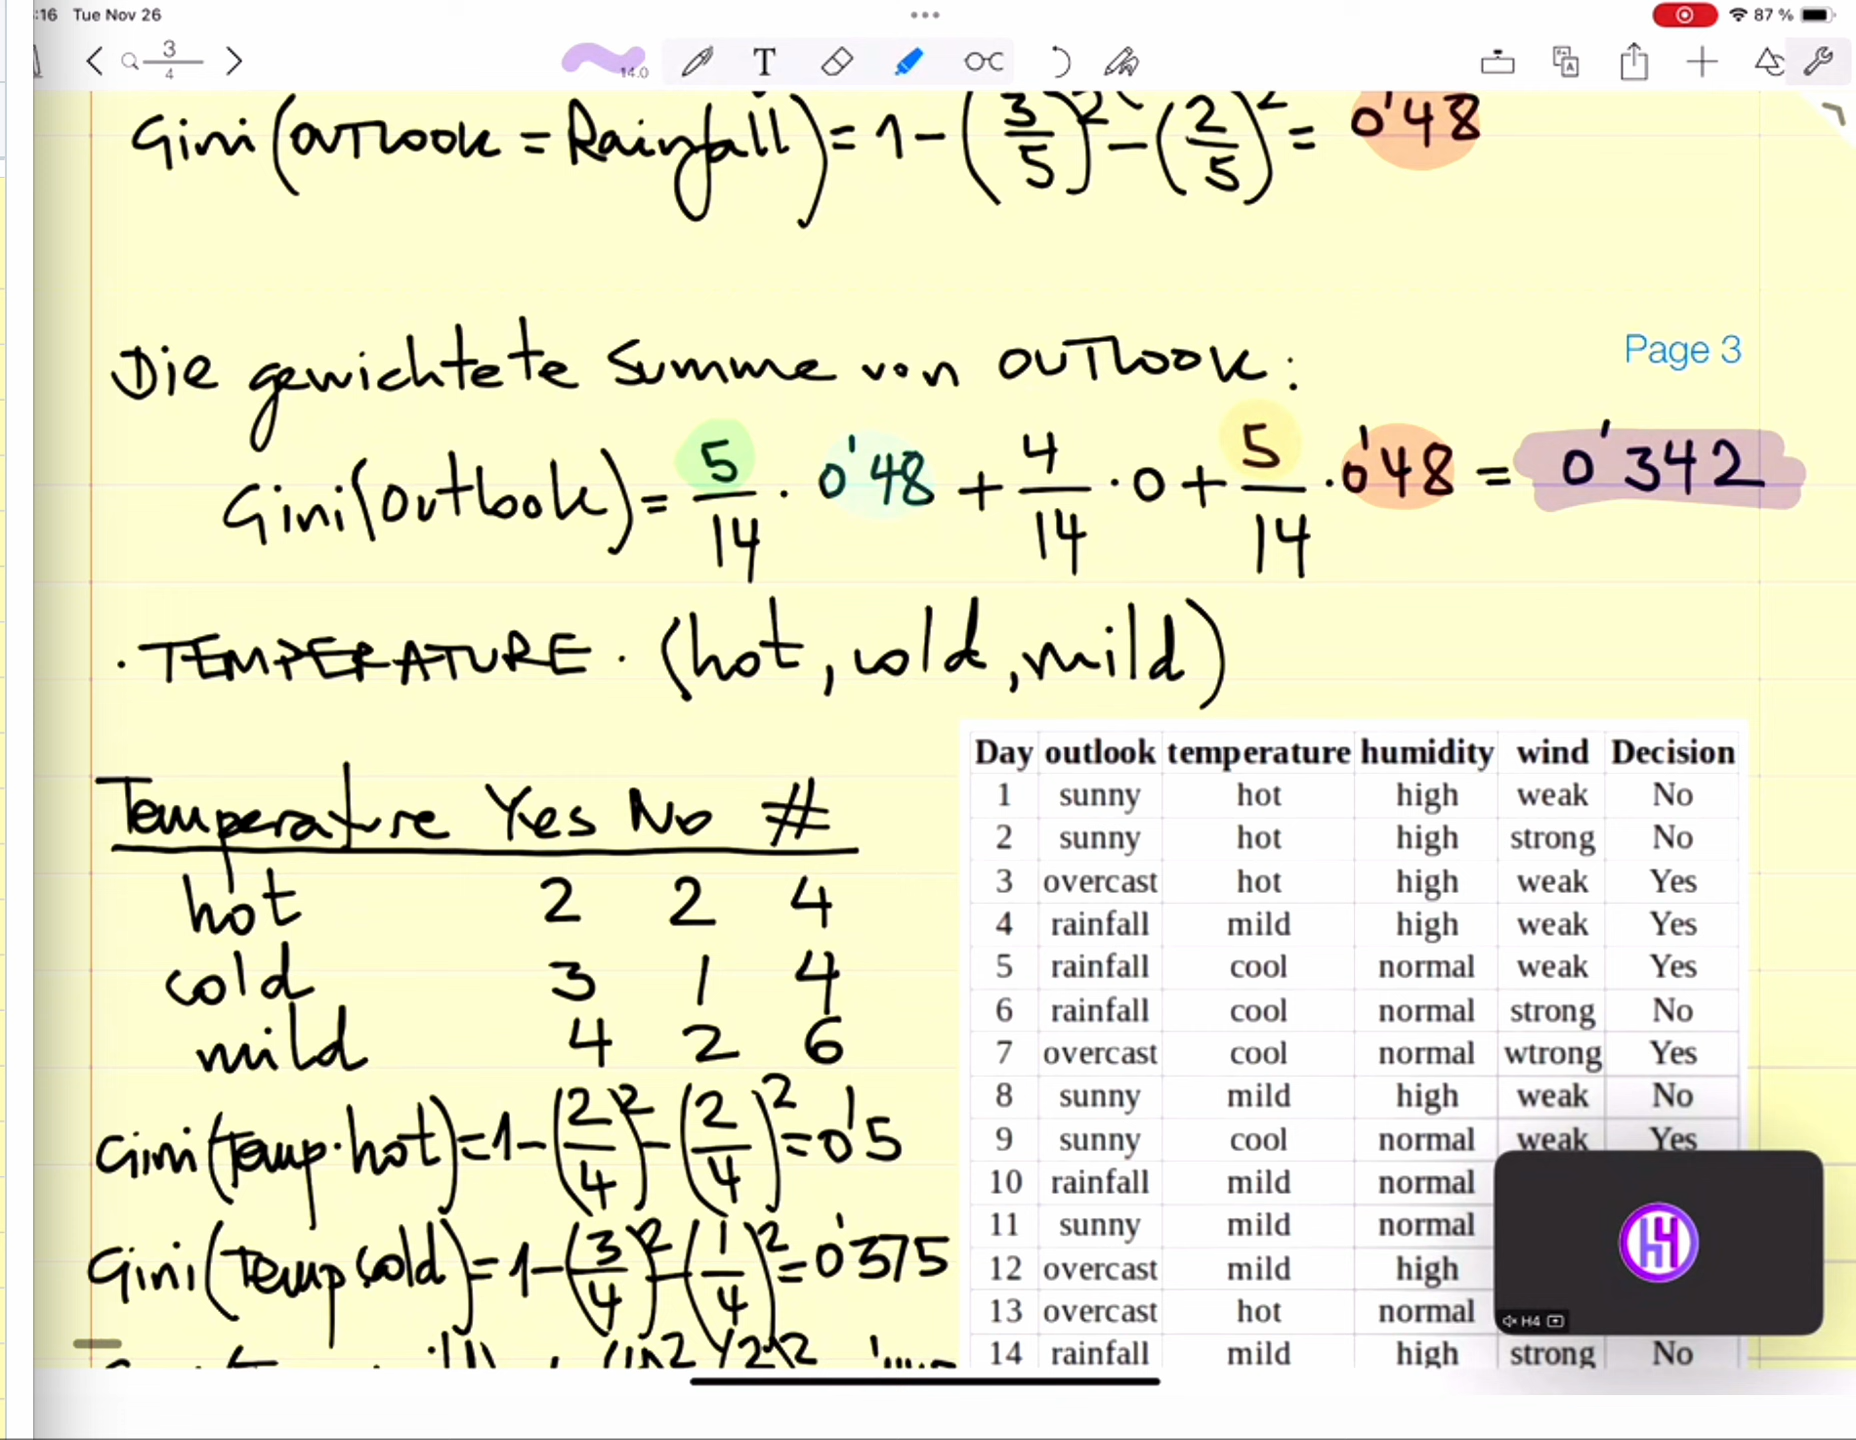 :16 Tue Nov 26 87 %
3/4 14.0 T
Gini(OUTLOOK = Rainfall) = 1 - (3/5)² - (2/5)² = 0'48
Page 3
Die gewichtete Summe von OUTLOOK:
Gini(Outlook) = 5/14 · 0'48 + 4/14 · 0 + 5/14 · 0'48 = 0'342
· TEMPERATURE · (hot, cold, mild)
Temperature Yes No #
hot 2 2 4
cold 3 1 4
mild 4 2 6
Gini(Temp.hot) = 1 - (2/4)² - (2/4)² = 0'5
Gini(Temp cold) = 1 - (3/4)² - (1/4)² = 0'375
Day outlook temperature humidity wind Decision
1 sunny hot high weak No
2 sunny hot high strong No
3 overcast hot high weak Yes
4 rainfall mild high weak Yes
5 rainfall cool normal weak Yes
6 rainfall cool normal strong No
7 overcast cool normal wtrong Yes
8 sunny mild high weak No
9 sunny cool normal weak Yes
10 rainfall mild normal
11 sunny mild normal
12 overcast mild high
13 overcast hot normal
14 rainfall mild high strong No
h4
H4